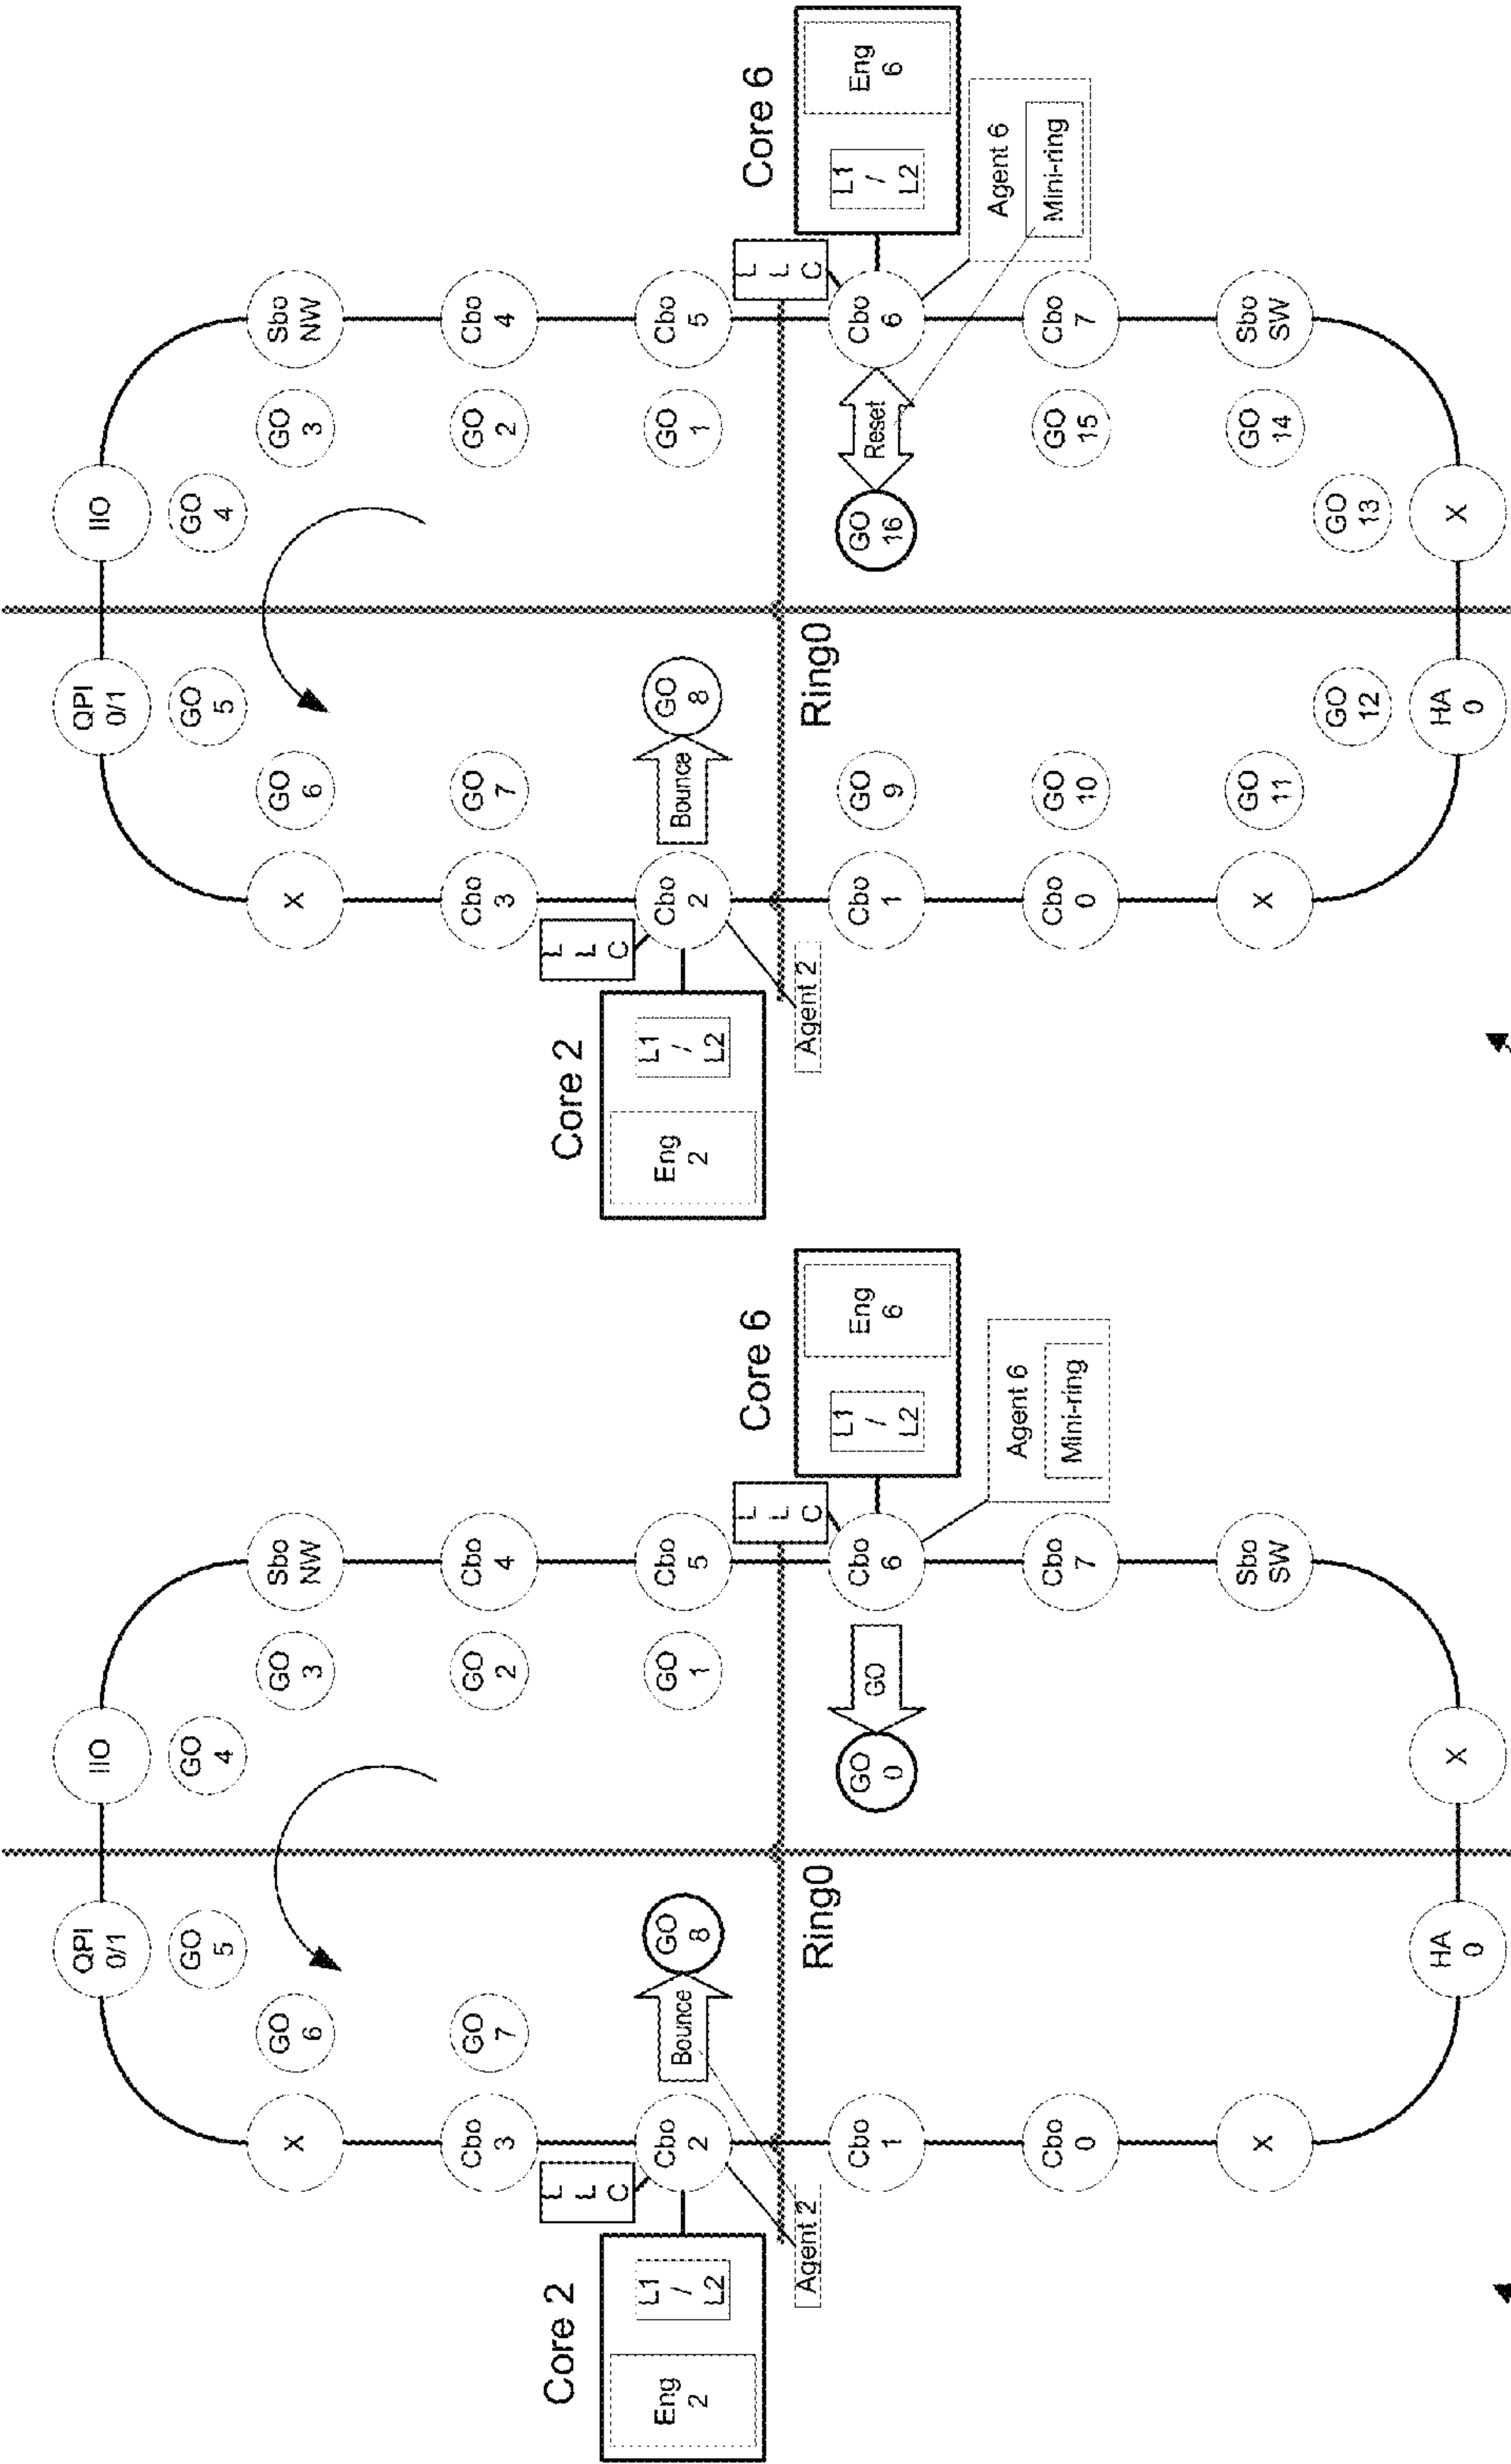 QPI
0/1
IIO
GO
5
GO
4
X
GO
6
GO
3
Sbo
NW
Cbo
3
GO
7
GO
2
Cbo
4
Core 2
L
L
C
Eng
2
L1
/
L2
Cbo
2
Bounce
GO
8
GO
1
Cbo
5
Agent 2
Ring0
L
L
C
Core 6
Cbo
1
GO
0
GO
Cbo
6
L1
/
L2
Eng
6
Cbo
0
Cbo
7
Agent 6
Mini-ring
X
Sbo
SW
HA
0
X
QPI
0/1
IIO
GO
5
GO
4
X
GO
6
GO
3
Sbo
NW
Cbo
3
GO
7
GO
2
Cbo
4
Core 2
L
L
C
Eng
2
L1
/
L2
Cbo
2
Bounce
GO
8
GO
1
Cbo
5
Agent 2
Ring0
L
L
C
Core 6
Cbo
1
GO
9
GO
16
Reset
Cbo
6
L1
/
L2
Eng
6
Cbo
0
GO
10
GO
15
Cbo
7
Agent 6
Mini-ring
X
GO
11
GO
14
Sbo
SW
GO
12
GO
13
HA
0
X